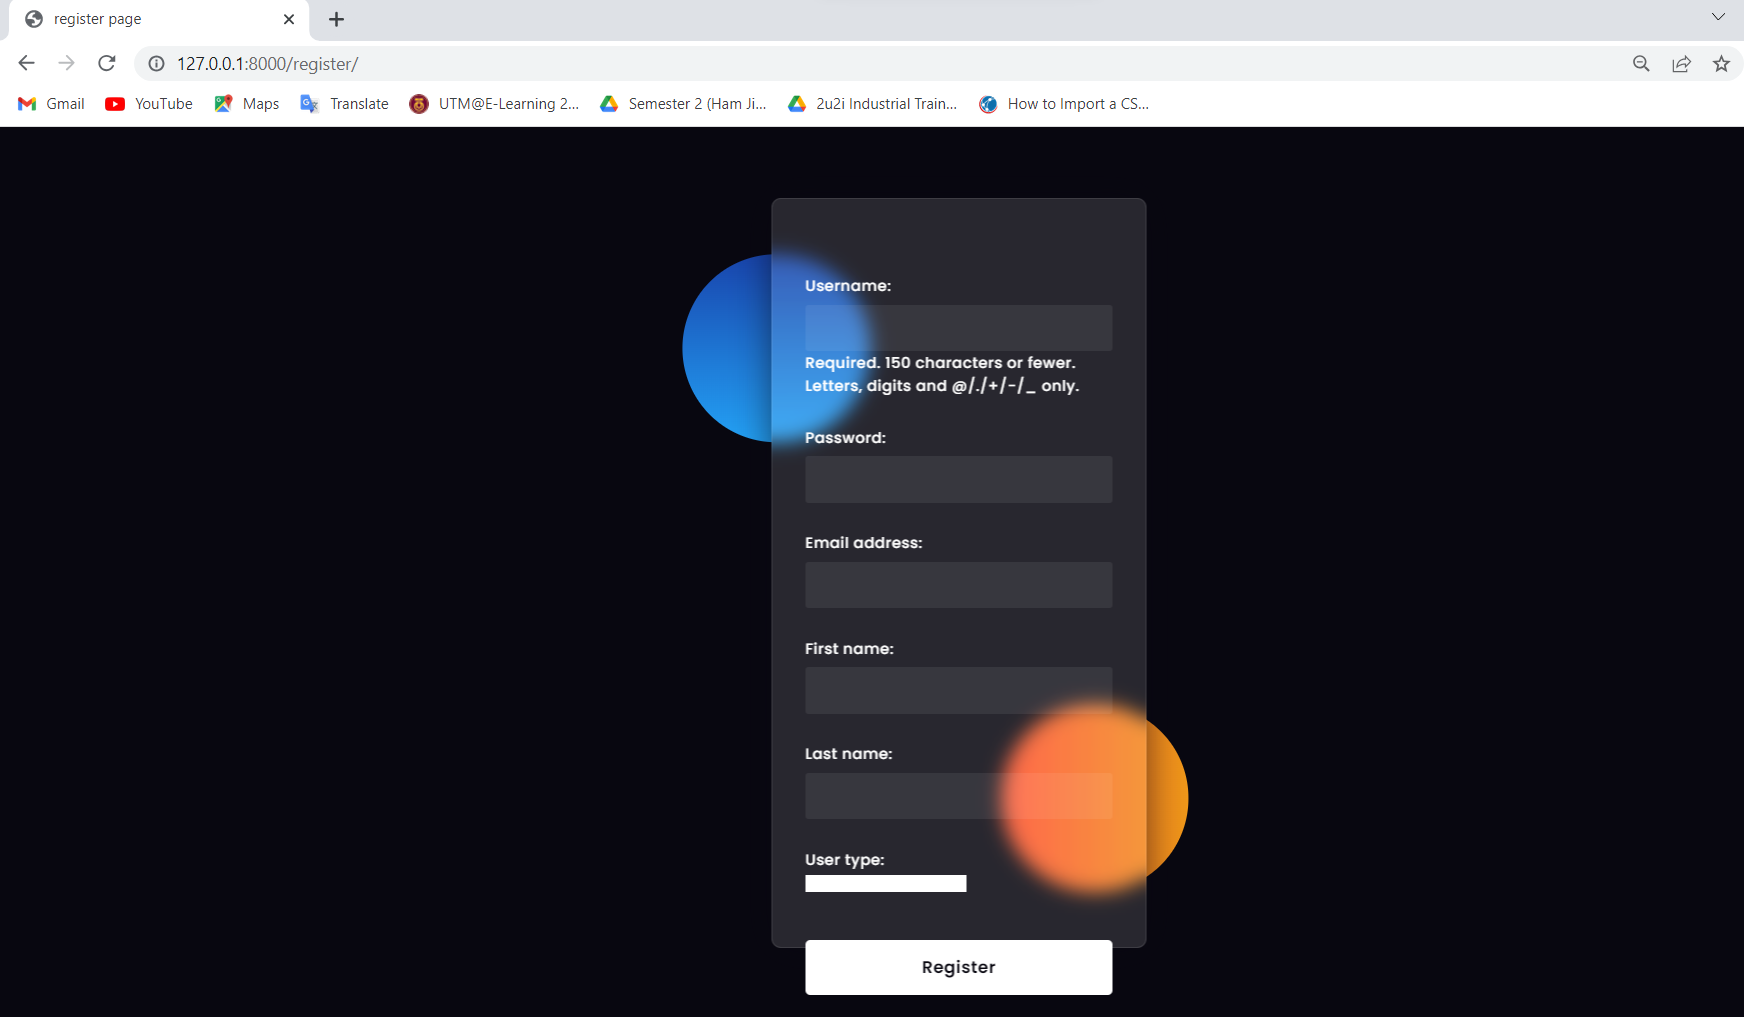 register page
127.0.0.1:8000/register/
Gmail YouTube Maps Translate UTM@E-Learning 2... Semester 2 (Ham Ji... 2u2i Industrial Train... How to Import a CS...
Username:
Required. 150 characters or fewer.
Letters, digits and @/./+/-/_ only.
Password:
Email address:
First name:
Last name:
User type:
Register